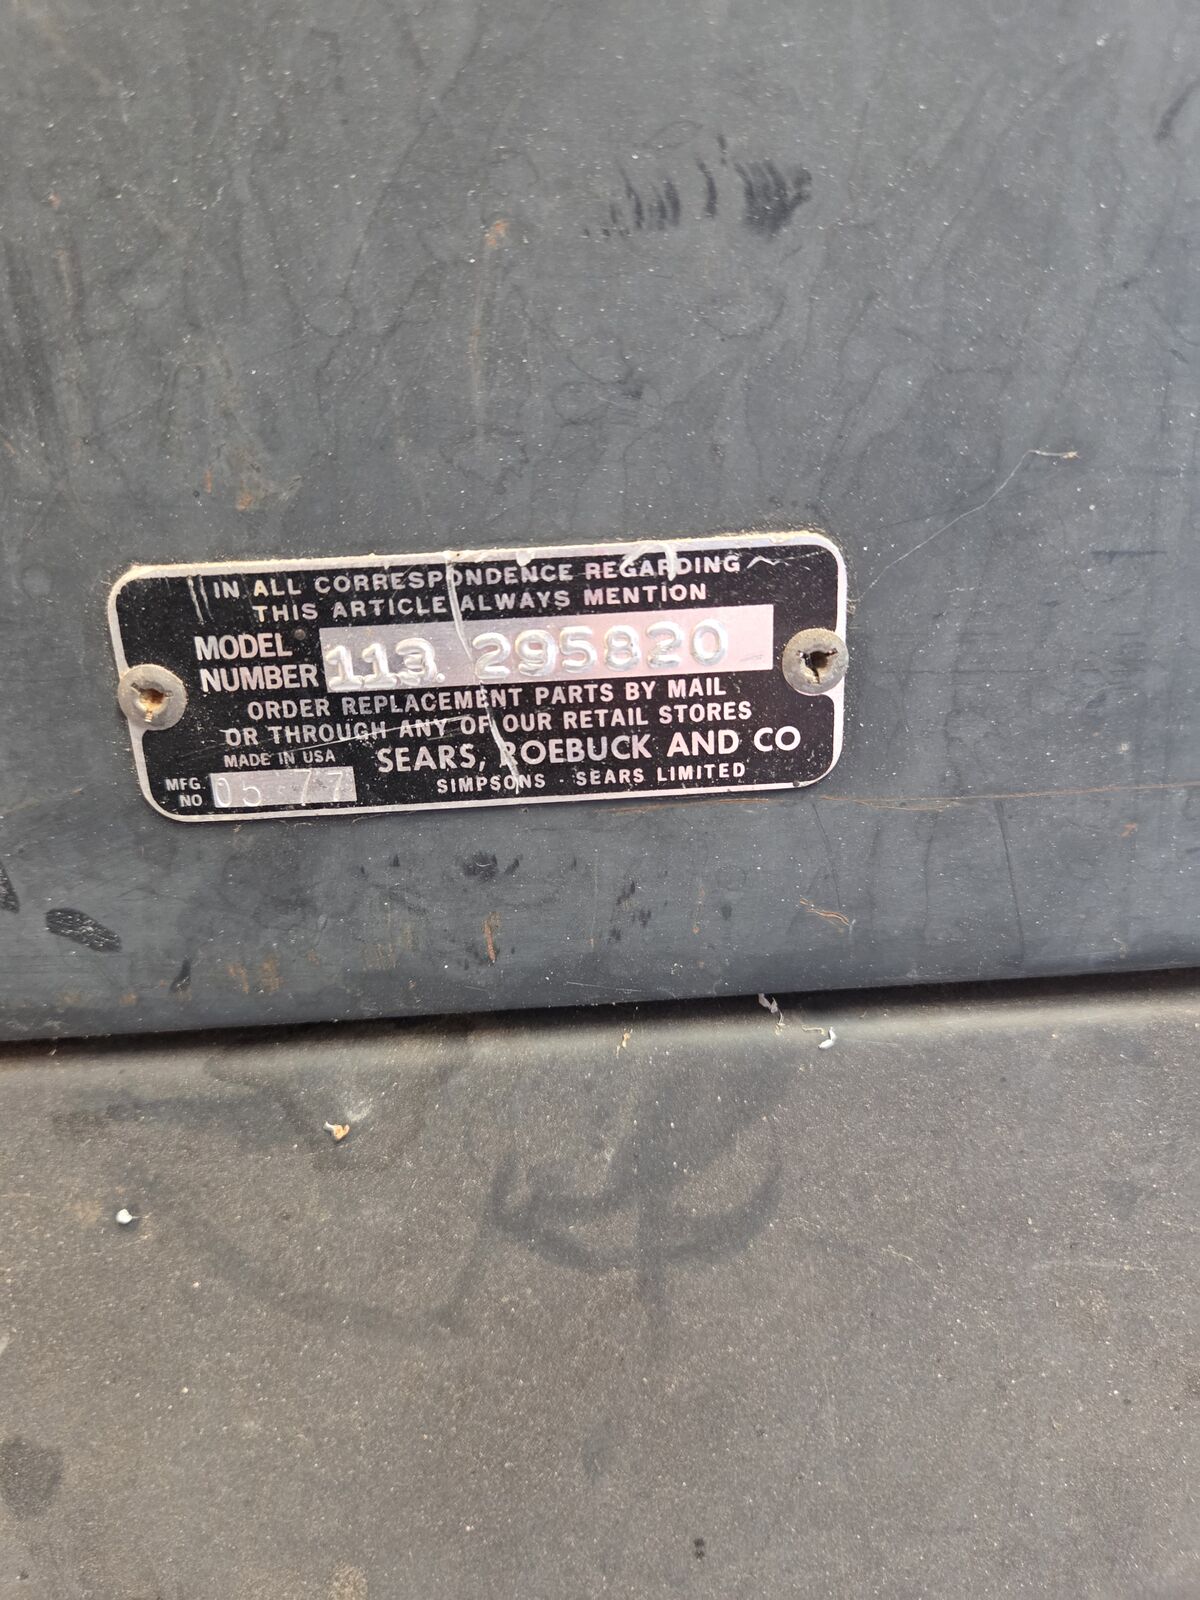 IN ALL CORRESPONDENCE REGARDING
THIS ARTICLE ALWAYS MENTION
MODEL NUMBER 113. 295820
ORDER REPLACEMENT PARTS BY MAIL
OR THROUGH ANY OF OUR RETAIL STORES
MADE IN USA
SEARS, ROEBUCK AND CO
SIMPSONS - SEARS LIMITED
MFG. NO 05 77